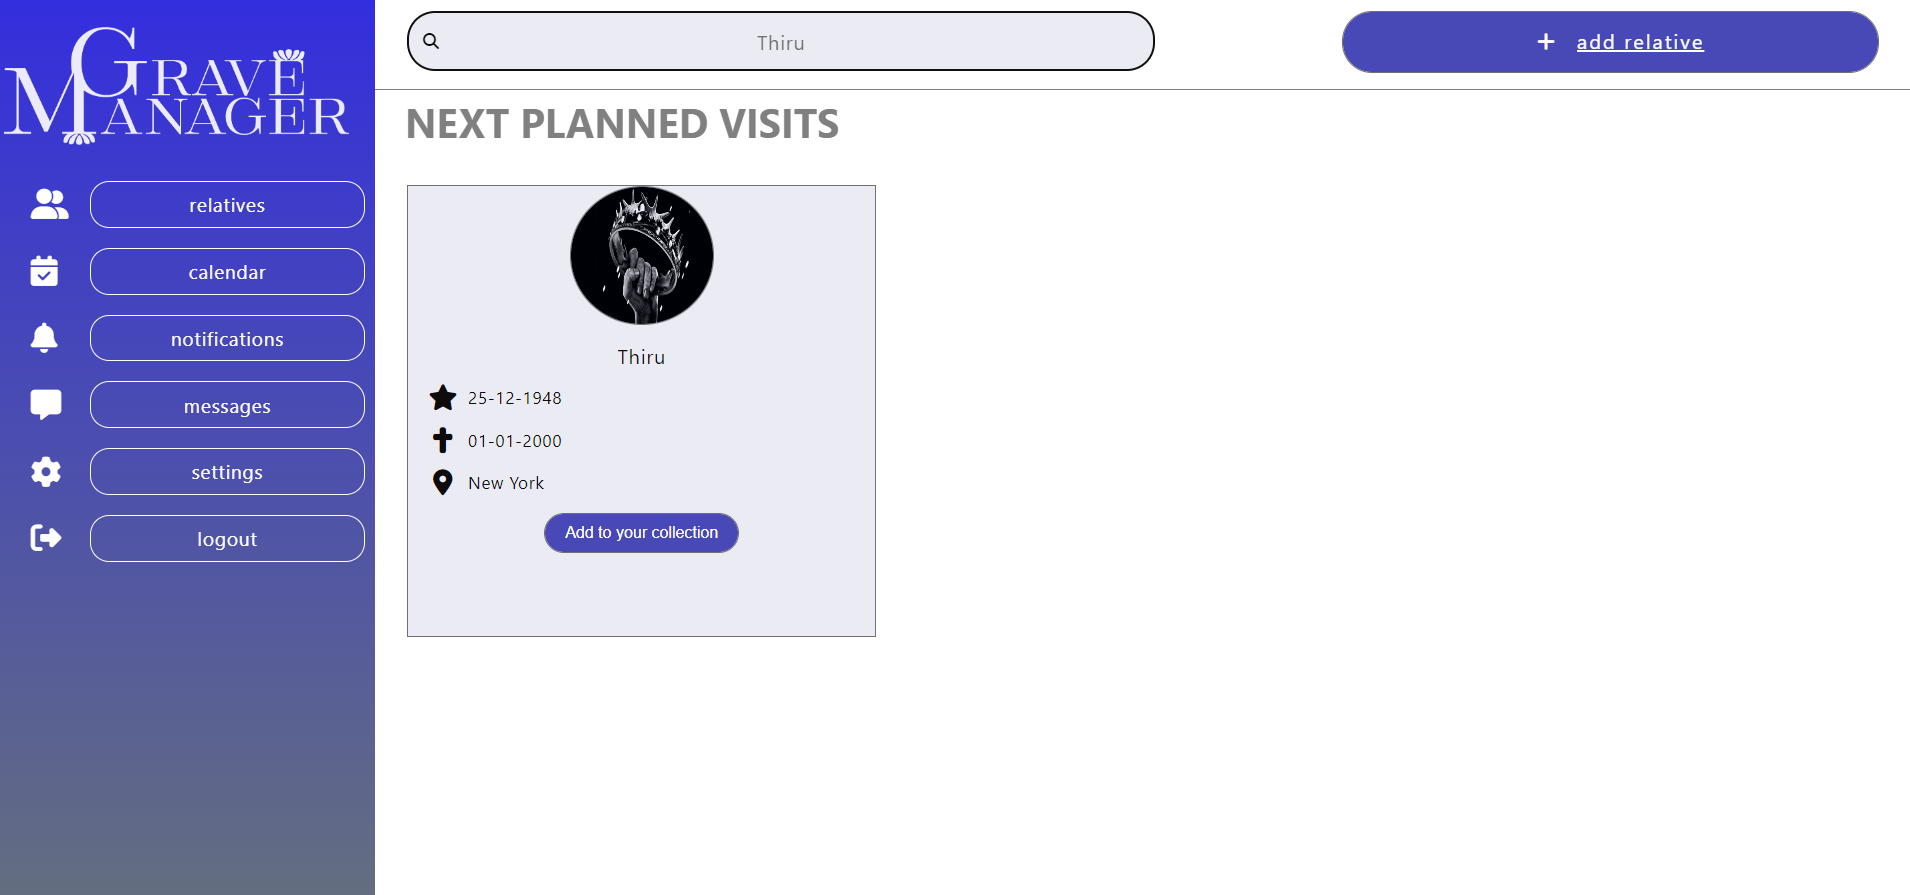 GRAVE
MANAGER
relatives
calendar
notifications
messages
settings
logout
Thiru
add relative
NEXT PLANNED VISITS
Thiru
25-12-1948
01-01-2000
New York
Add to your collection